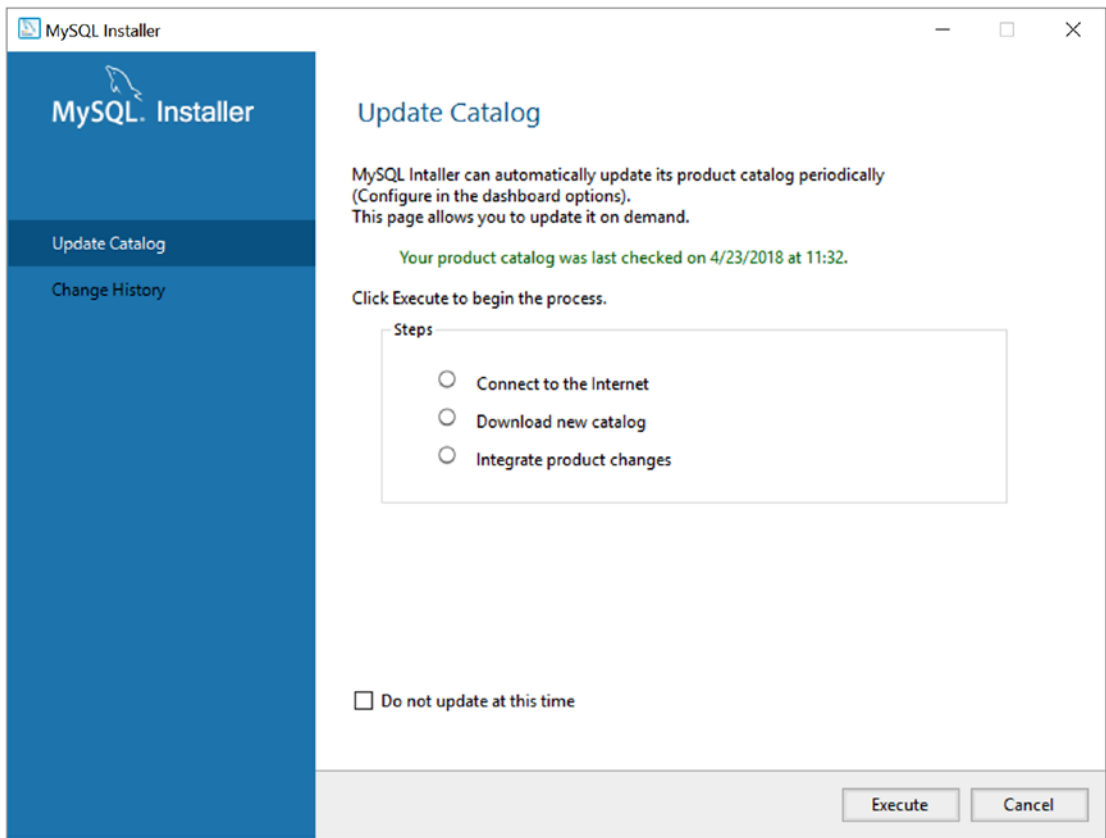 MySQL Installer
MySQL. Installer
Update Catalog
Change History
Update Catalog
MySQL Intaller can automatically update its product catalog periodically
(Configure in the dashboard options).
This page allows you to update it on demand.
Your product catalog was last checked on 4/23/2018 at 11:32.
Click Execute to begin the process.
Steps
Connect to the Internet
Download new catalog
Integrate product changes
Do not update at this time
Execute
Cancel